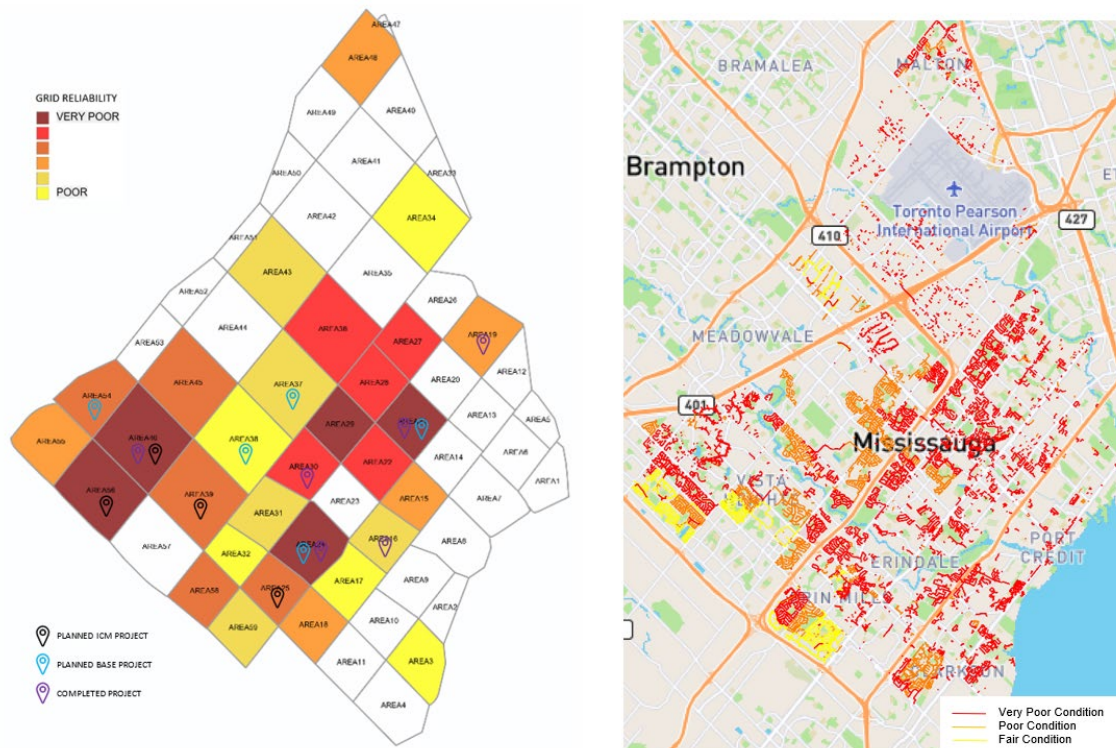 AREA47
AREA48
AREA49
AREA40
AREA41
AREA50
AREA33
AREA42
AREA34
AREA51
AREA43
AREA35
AREA52
AREA26
AREA44
AREA36
AREA19
AREA53
AREA27
AREA12
AREA45
AREA37
AREA28
AREA20
AREA54
AREA13
AREA5
AREA46
AREA38
AREA29
AREA55
AREA14
AREA6
AREA30
AREA22
AREA1
AREA56
AREA39
AREA15
AREA7
AREA23
AREA31
AREA57
AREA16
AREA8
AREA32
AREA17
AREA9
AREA58
AREA25
AREA2
AREA59
AREA18
AREA10
AREA11
AREA3
AREA4
GRID RELIABILITY
VERY POOR
POOR
PLANNED ICM PROJECT
PLANNED BASE PROJECT
COMPLETED PROJECT
BRAMALEA
MALTON
Brampton
Toronto Pearson
International Airport
427
410
MEADOWVALE
401
Mississauga
VISTA
PORT
CREDIT
ERINDALE
Very Poor Condition
Poor Condition
Fair Condition